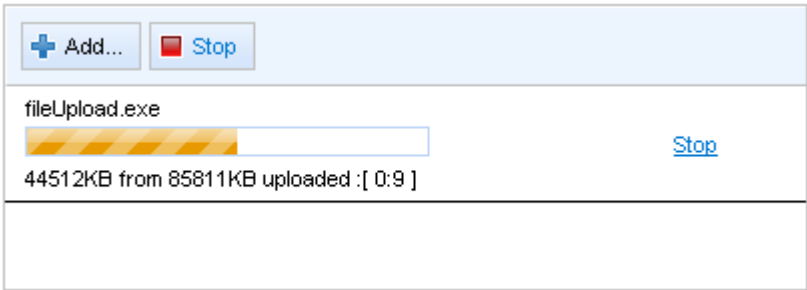 Add... Stop
fileUpload.exe
Stop
44512KB from 85811KB uploaded :[ 0:9 ]